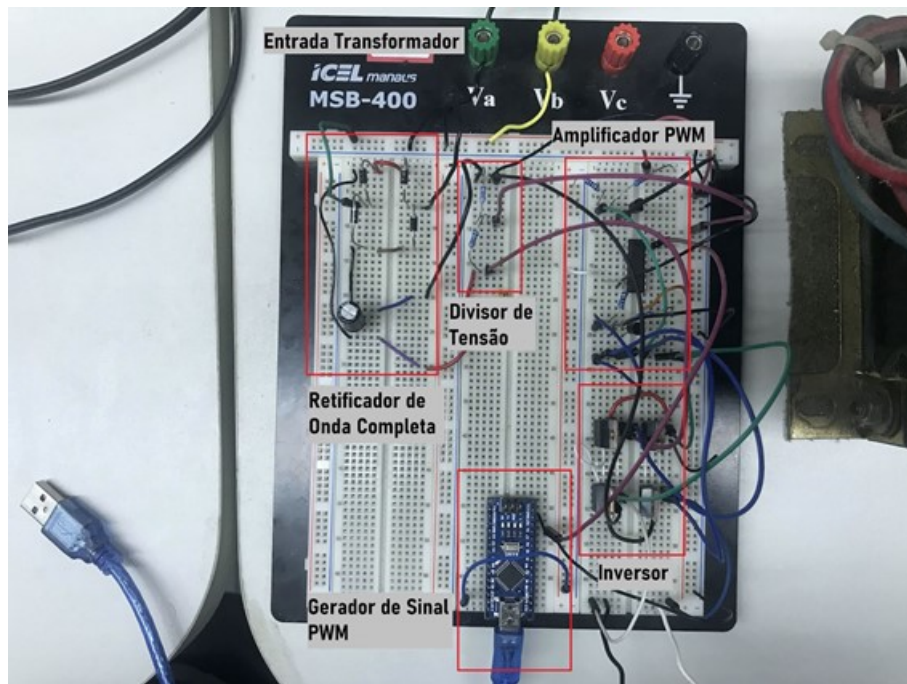 Entrada Transformador
iCEL manaus
MSB-400
Va
Vb
Vc
Amplificador PWM
Divisor de
Tensão
Retificador de
Onda Completa
Gerador de Sinal
PWM
Inversor